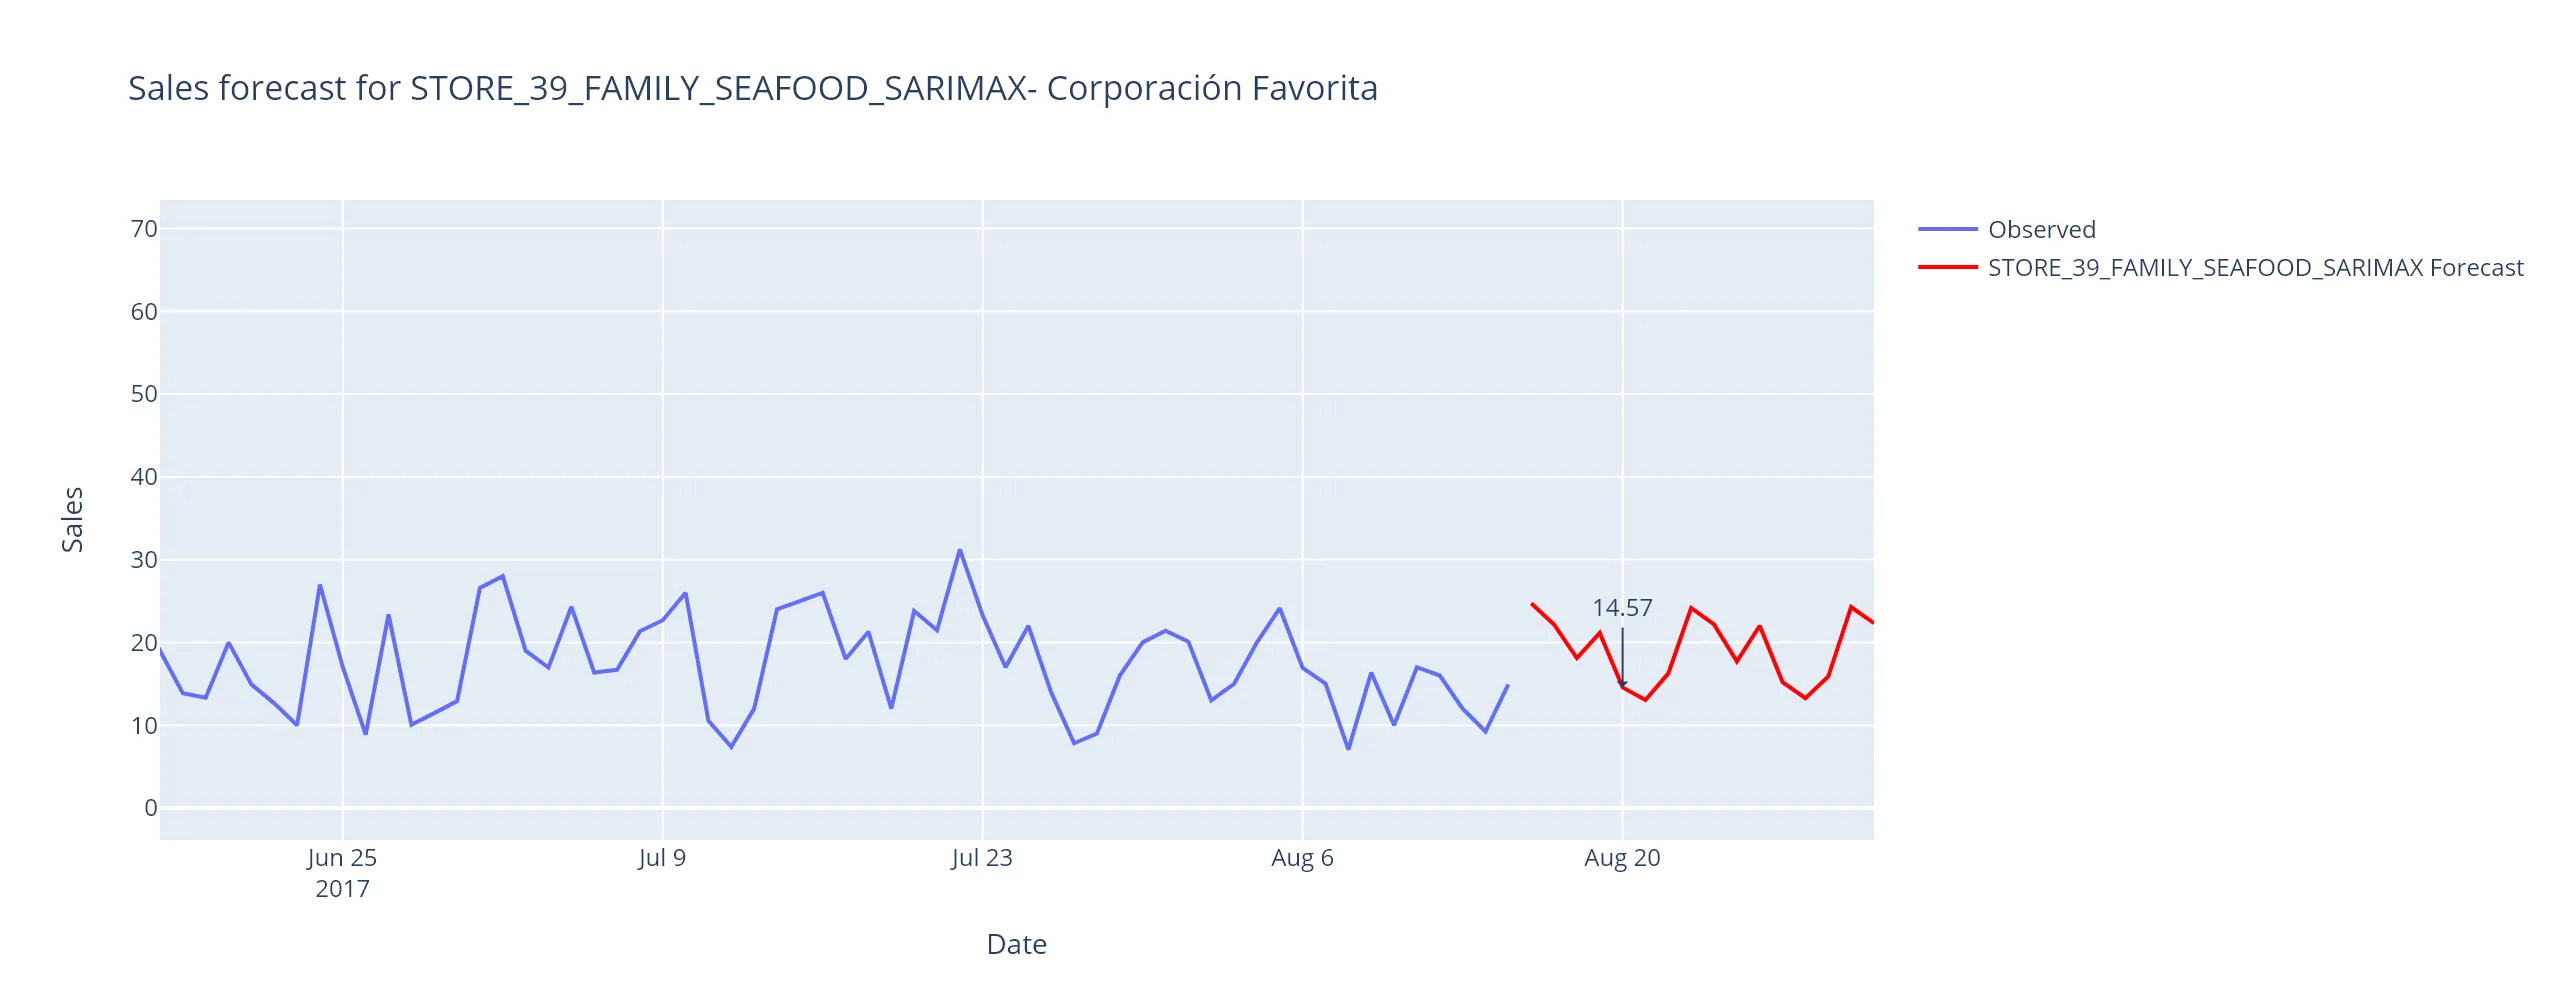 Sales forecast for STORE_39_FAMILY_SEAFOOD_SARIMAX- Corporación Favorita
Observed
STORE_39_FAMILY_SEAFOOD_SARIMAX Forecast
70
60
50
40
30
20
10
0
Sales
14.57
Jun 25
2017
Jul 9
Jul 23
Aug 6
Aug 20
Date